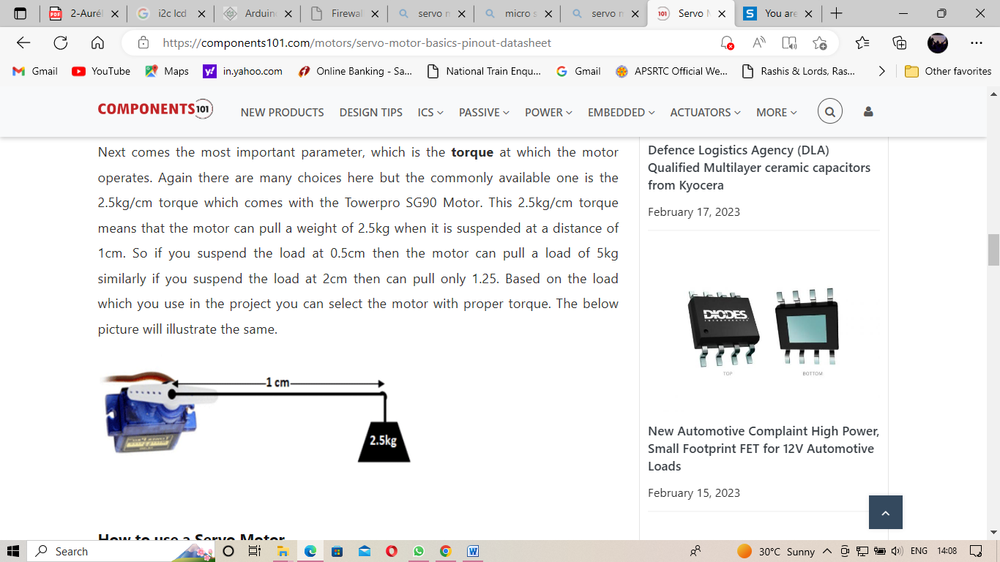 2-Aurél
i2c lcd
Arduin
Firewal
servo n
micro s
servo n
Servo M
You are
https://components101.com/motors/servo-motor-basics-pinout-datasheet
Gmail
YouTube
Maps
in.yahoo.com
Online Banking - Sa...
National Train Enqu...
Gmail
APSRTC Official We...
Rashis & Lords, Ras...
Other favorites
COMPONENTS101
NEW PRODUCTS
DESIGN TIPS
ICS
PASSIVE
POWER
EMBEDDED
ACTUATORS
MORE
Next comes the most important parameter, which is the torque at which the motor
operates. Again there are many choices here but the commonly available one is the
2.5kg/cm torque which comes with the Towerpro SG90 Motor. This 2.5kg/cm torque
means that the motor can pull a weight of 2.5kg when it is suspended at a distance of
1cm. So if you suspend the load at 0.5cm then the motor can pull a load of 5kg
similarly if you suspend the load at 2cm then can pull only 1.25. Based on the load
which you use in the project you can select the motor with proper torque. The below
picture will illustrate the same.
1 cm
2.5kg
How to use a Servo Motor
Defence Logistics Agency (DLA)
Qualified Multilayer ceramic capacitors
from Kyocera
February 17, 2023
DIODES
INCORPORATED
TOP
BOTTOM
New Automotive Complaint High Power,
Small Footprint FET for 12V Automotive
Loads
February 15, 2023
Search
30°C Sunny
ENG
14:08